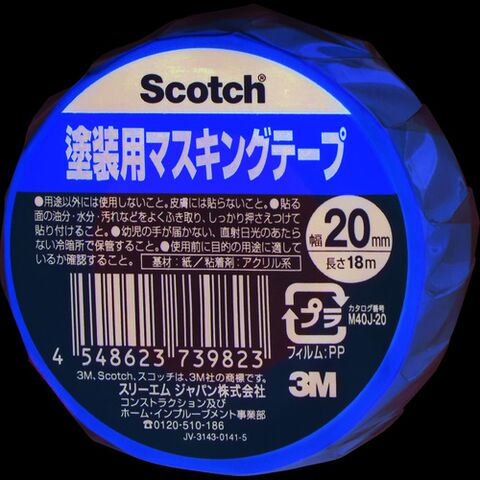 Scotch®
塗装用マスキングテープ
●用途以外には使用しないこと。皮膚には貼らないこと。●貼る
面の油分・水分・汚れなどをよくふき取り、しっかり押さえつけて
貼り付けること。●幼児の手が届かない、直射日光のあたら
ない冷暗所で保管すること。●使用前に目的の用途に適して
いるか確認すること。
基材：紙／粘着剤：アクリル系
幅20mm
長さ18m
プラ
カタログ番号
M40J-20
フィルム：PP
4 548623 739823
3M、Scotch、スコッチは、3M社の商標です。
スリーエム ジャパン株式会社
コンストラクション及び
ホーム・インプルーブメント事業部
☎0120-510-186
JV-3143-0141-5
3M